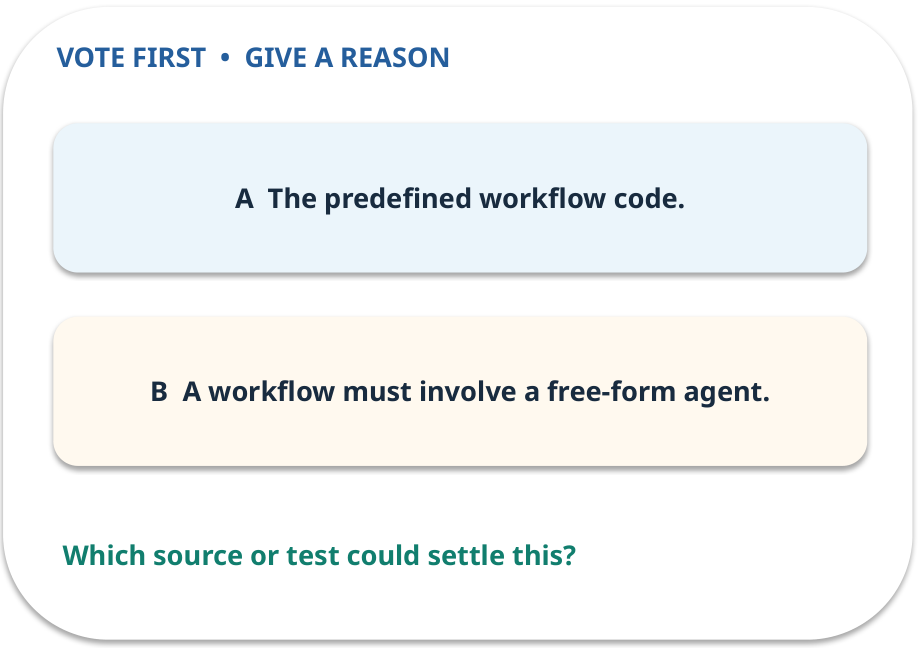 VOTE FIRST • GIVE A REASON
A The predefined workflow code.
B A workflow must involve a free-form agent.
Which source or test could settle this?